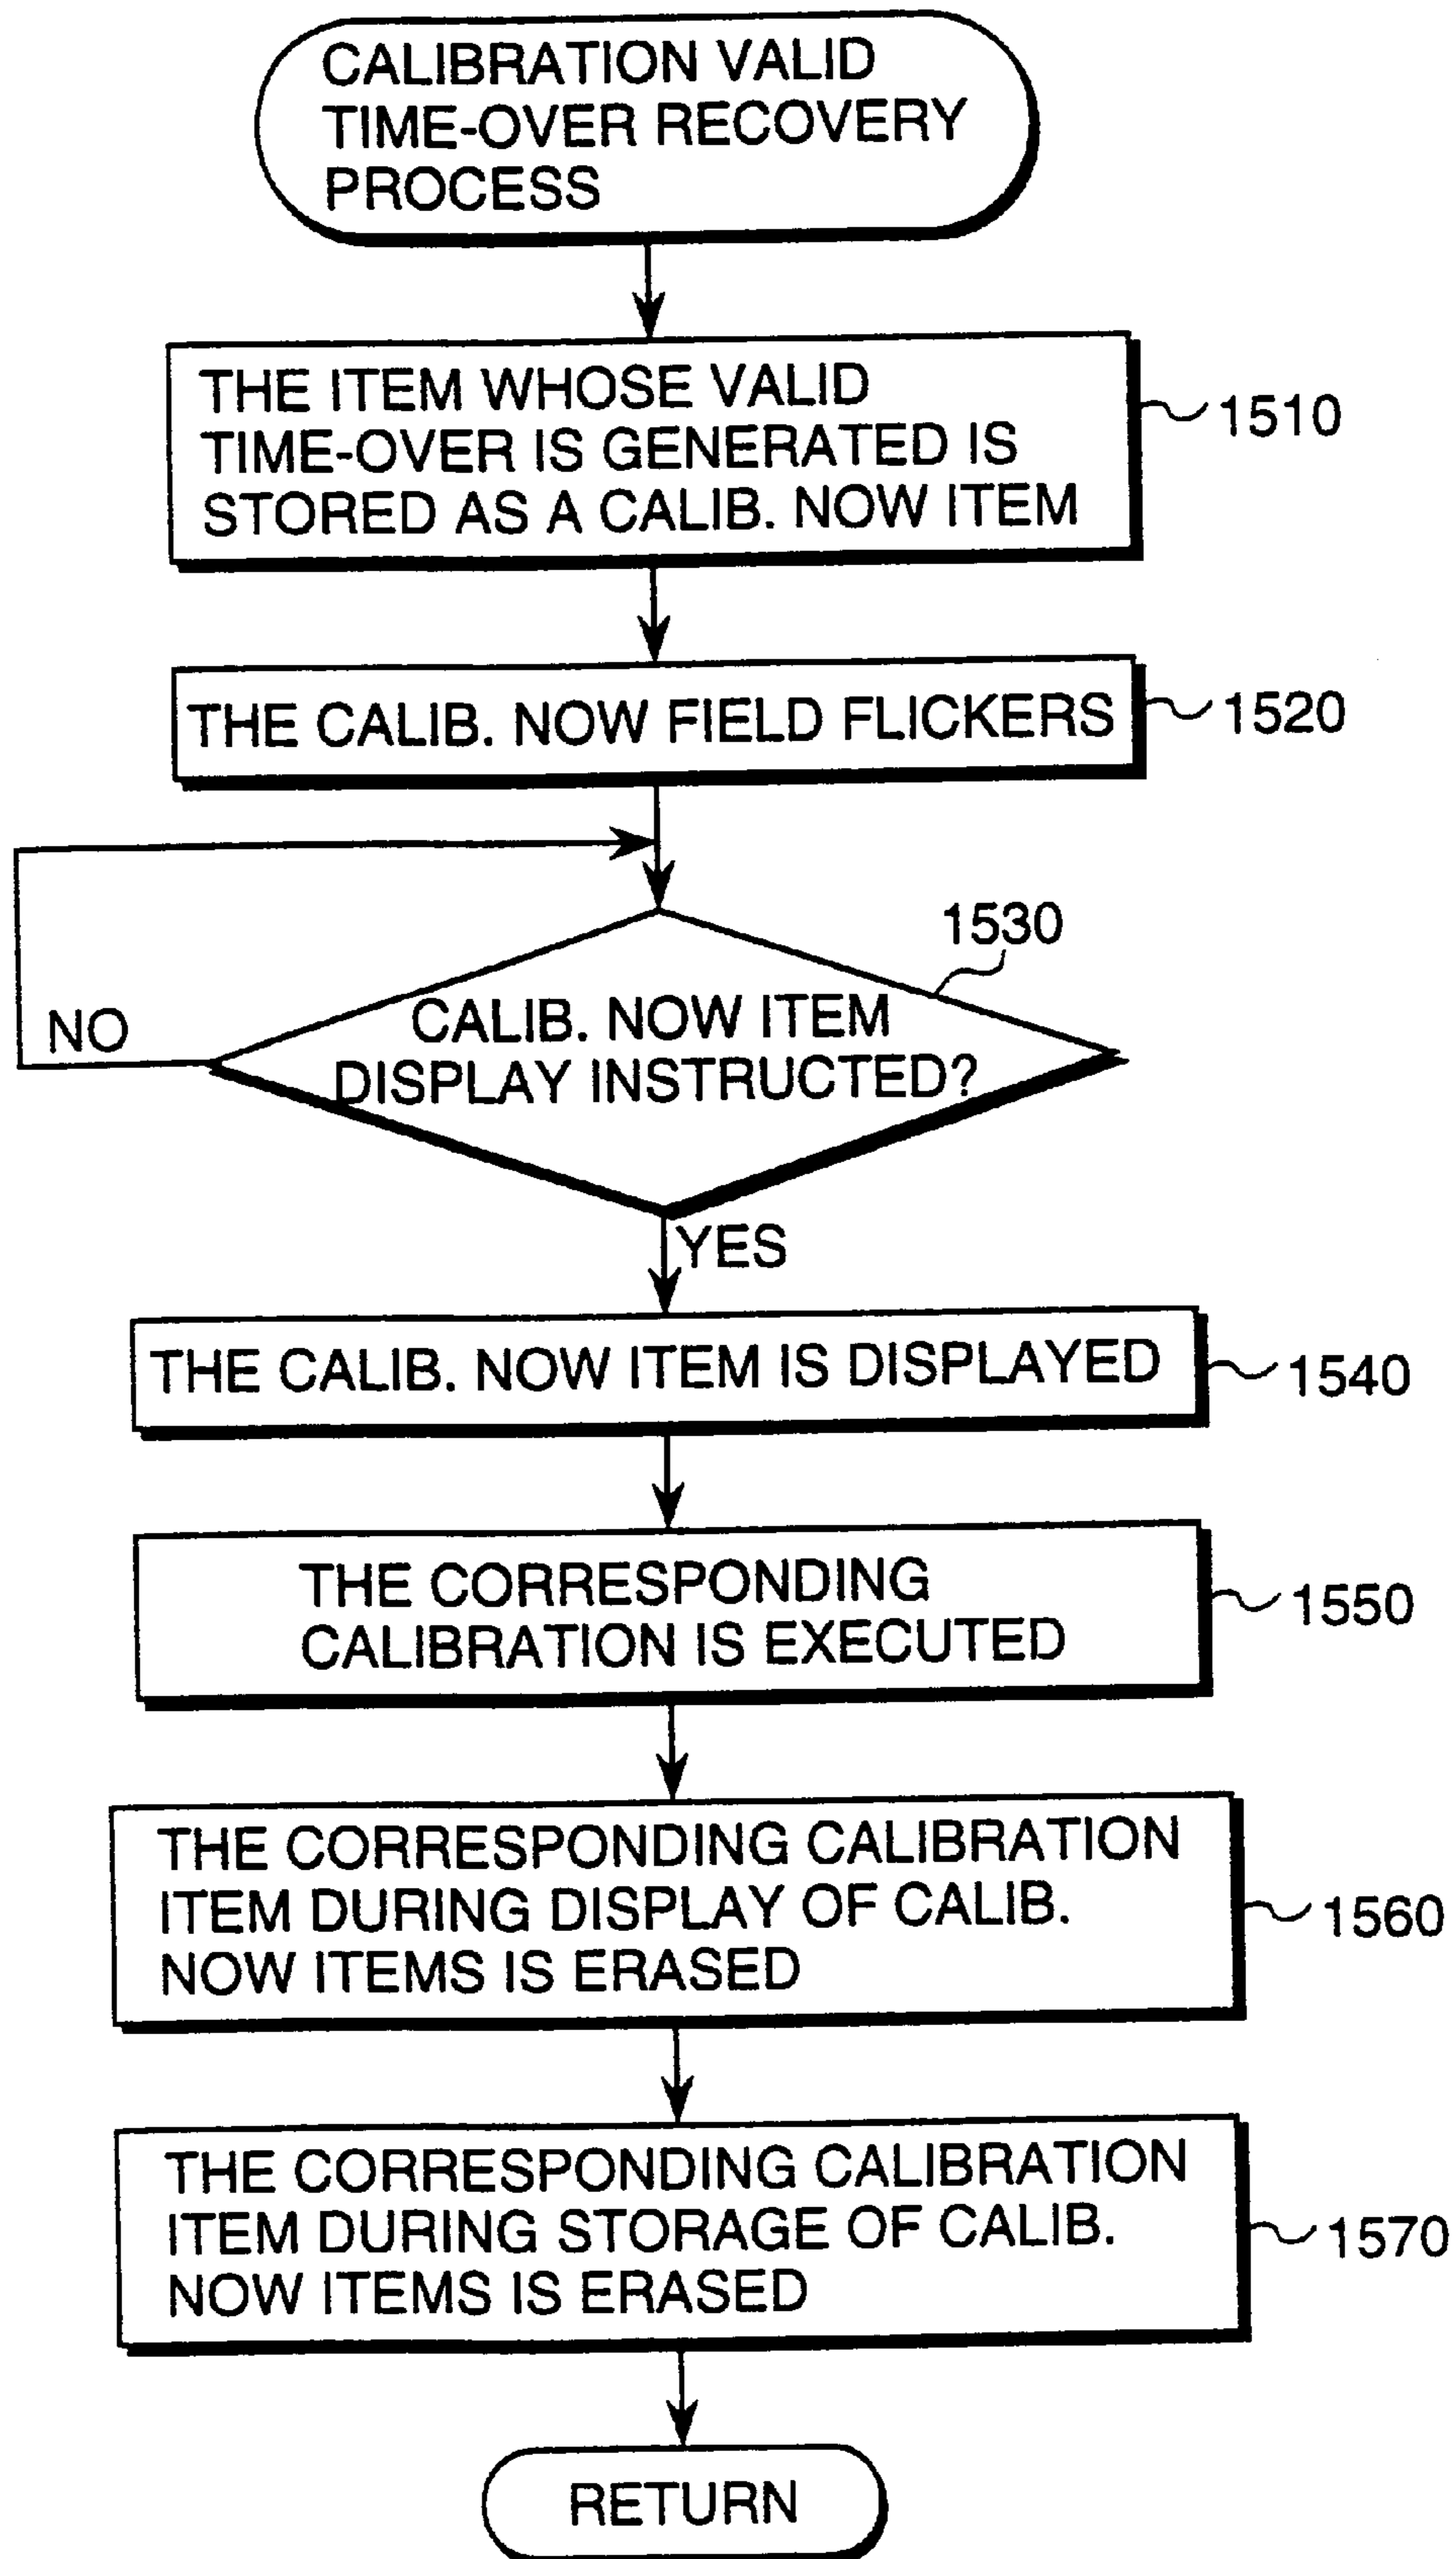 CALIBRATION VALID
TIME-OVER RECOVERY
PROCESS
THE ITEM WHOSE VALID
TIME-OVER IS GENERATED IS
STORED AS A CALIB. NOW ITEM
1510
THE CALIB. NOW FIELD FLICKERS
1520
1530
CALIB. NOW ITEM
DISPLAY INSTRUCTED?
NO
YES
THE CALIB. NOW ITEM IS DISPLAYED
1540
THE CORRESPONDING
CALIBRATION IS EXECUTED
1550
THE CORRESPONDING CALIBRATION
ITEM DURING DISPLAY OF CALIB.
NOW ITEMS IS ERASED
1560
THE CORRESPONDING CALIBRATION
ITEM DURING STORAGE OF CALIB.
NOW ITEMS IS ERASED
1570
RETURN